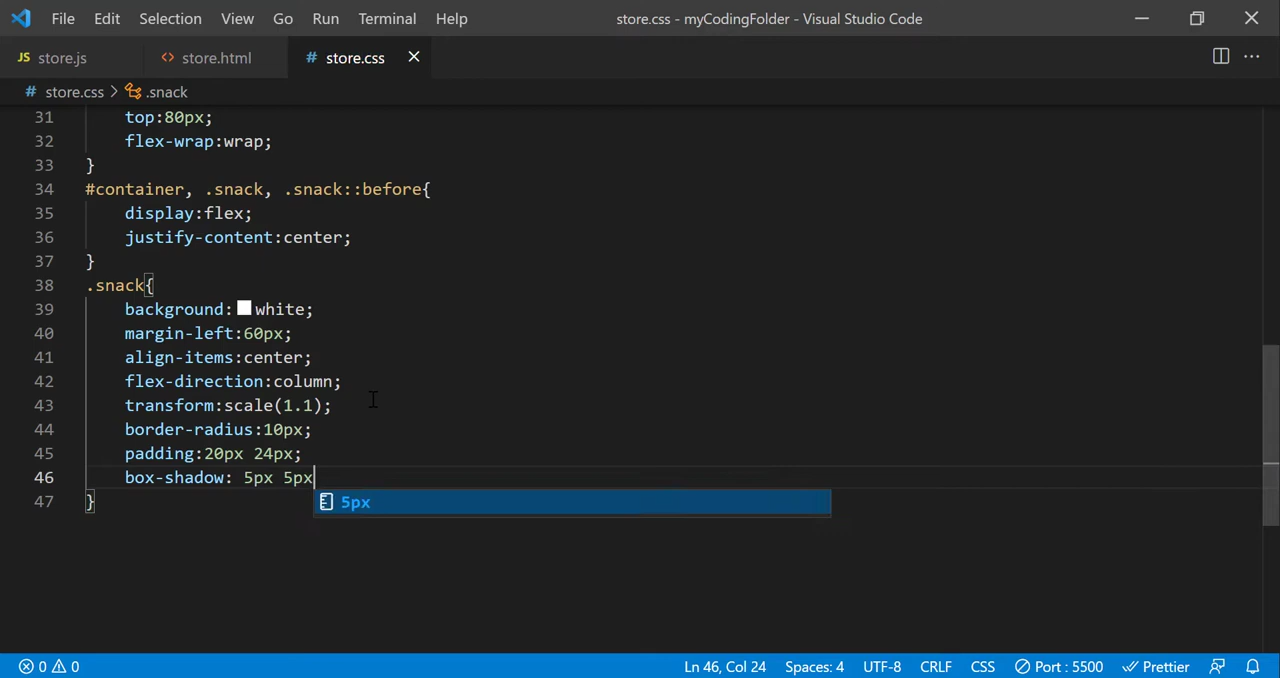 File Edit Selection View Go Run Terminal Help store.css - myCodingFolder - Visual Studio Code
JS store.js <> store.html # store.css
# store.css > .snack
31 top:80px;
32 flex-wrap:wrap;
33 }
34 #container, .snack, .snack::before{
35 display:flex;
36 justify-content:center;
37 }
38 .snack{
39 background: white;
40 margin-left:60px;
41 align-items:center;
42 flex-direction:column;
43 transform:scale(1.1);
44 border-radius:10px;
45 padding:20px 24px;
46 box-shadow: 5px 5px
5px
47 }
0 0 Ln 46, Col 24 Spaces: 4 UTF-8 CRLF CSS Port : 5500 Prettier